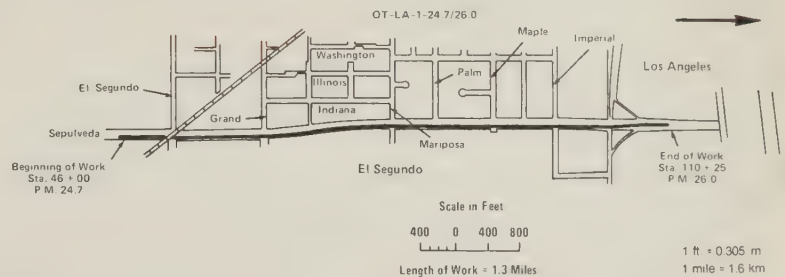 OT-LA-1-24.7/26.0
Maple
Imperial
Washington
Los Angeles
Palm
El Segundo
Illinois
Grand
Indiana
Sepulveda
Mariposa
Beginning of Work
Sta. 46 + 00
P.M. 24.7
El Segundo
End of Work
Sta. 110 + 25
P.M. 26.0
Scale in Feet
400 0 400 800
Length of Work = 1.3 Miles
1 ft. = 0.305 m
1 mile = 1.6 km